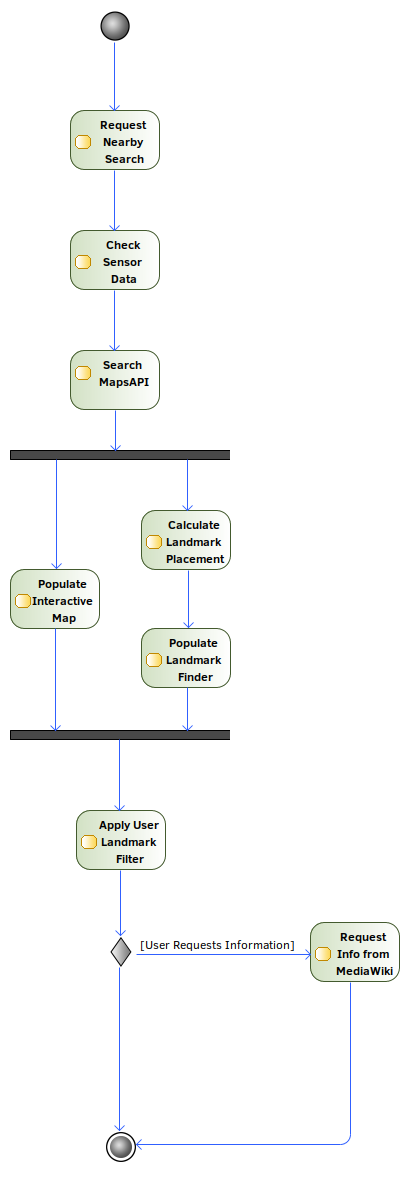 Request
Nearby
Search
Check
Sensor
Data
Search
MapsAPI
Calculate
Landmark
Placement
Populate
Interactive
Map
Populate
Landmark
Finder
Apply User
Landmark
Filter
[User Requests Information]
Request
Info from
MediaWiki